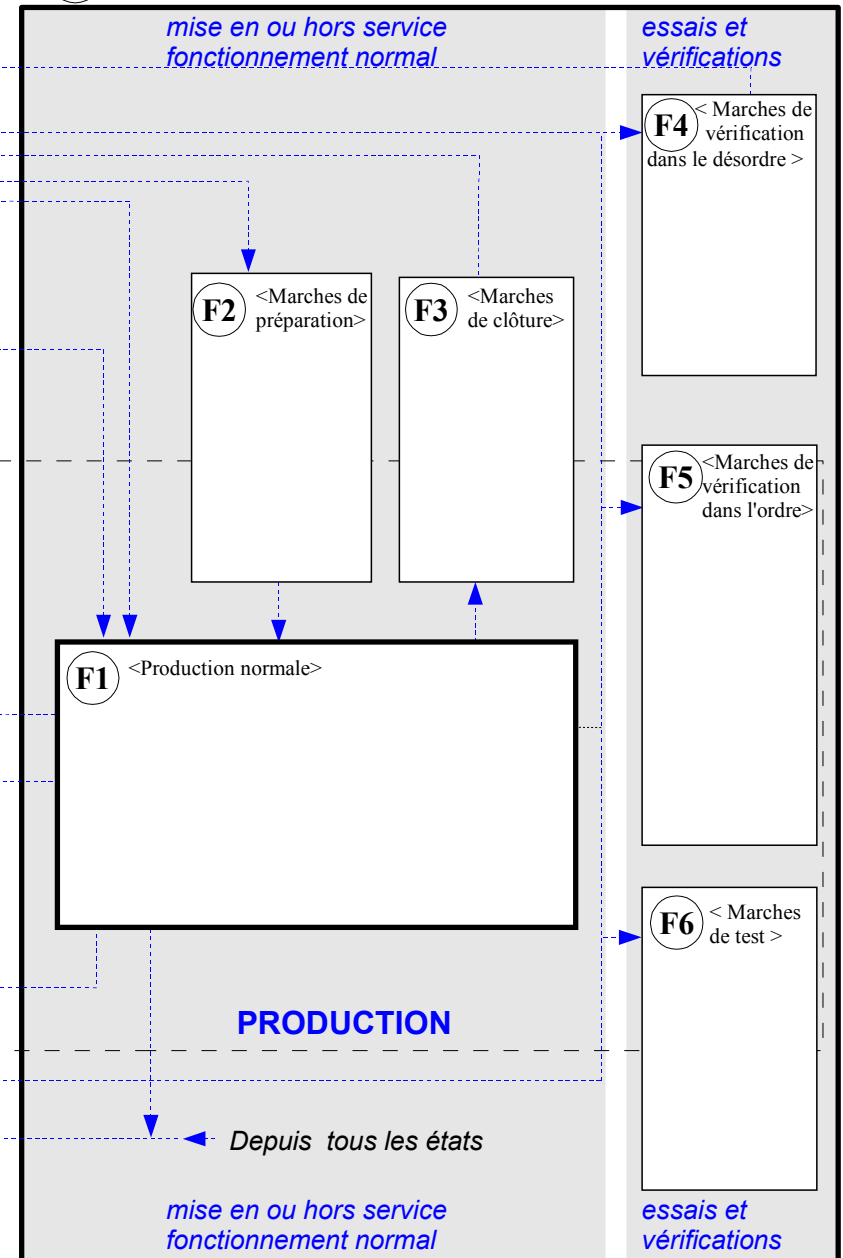 mise en ou hors service
fonctionnement normal
essais et
vérifications
F4
< Marches de
vérification
dans le désordre >
F2
<Marches de
préparation>
F3
<Marches
de clôture>
F5
<Marches de
vérification
dans l'ordre>
F1
<Production normale>
F6
< Marches
de test >
PRODUCTION
Depuis tous les états
mise en ou hors service
fonctionnement normal
essais et
vérifications